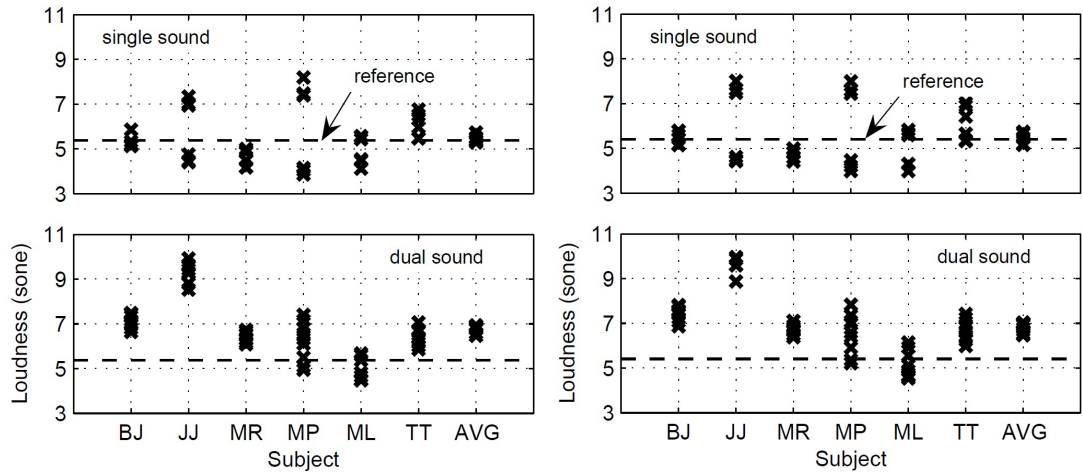 11
9
7
5
3
single sound
reference
11
9
7
5
3
dual sound
Loudness (sone)
BJ JJ MR MP ML TT AVG
Subject
11
9
7
5
3
single sound
reference
11
9
7
5
3
dual sound
Loudness (sone)
BJ JJ MR MP ML TT AVG
Subject